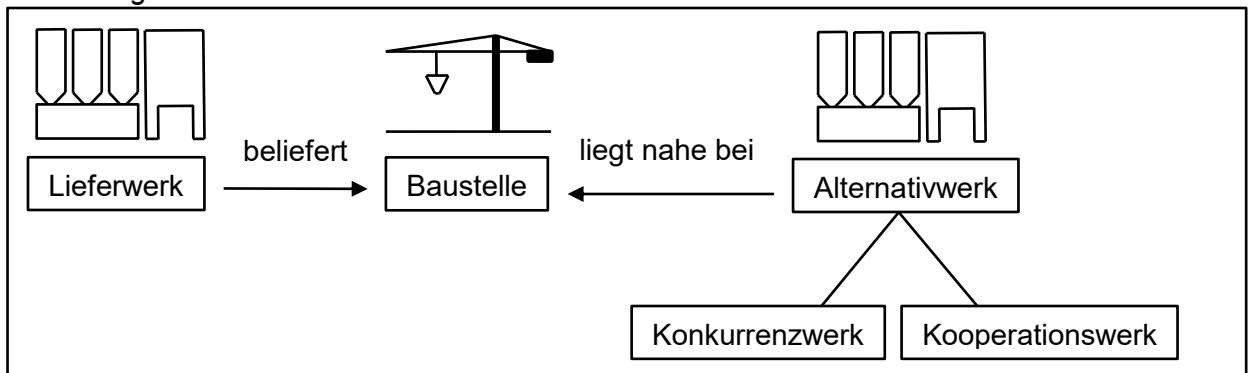 beliefert
liegt nahe bei
Lieferwerk
Baustelle
Alternativwerk
Konkurrenzwerk
Kooperationswerk